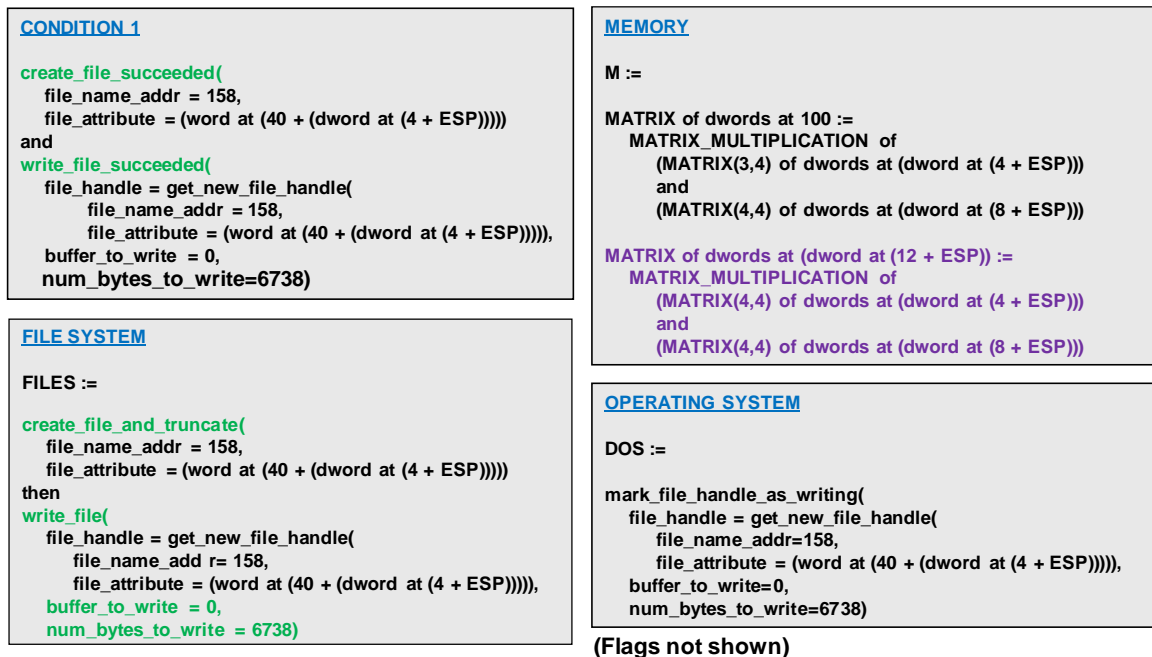 CONDITION 1
create_file_succeeded(
file_name_addr = 158,
file_attribute = (word at (40 + (dword at (4 + ESP)))))
and
write_file_succeeded(
file_handle = get_new_file_handle(
file_name_addr = 158,
file_attribute = (word at (40 + (dword at (4 + ESP))))),
buffer_to_write = 0,
num_bytes_to_write=6738)
FILE SYSTEM
FILES :=
create_file_and_truncate(
file_name_addr = 158,
file_attribute = (word at (40 + (dword at (4 + ESP)))))
then
write_file(
file_handle = get_new_file_handle(
file_name_add r= 158,
file_attribute = (word at (40 + (dword at (4 + ESP))))),
buffer_to_write = 0,
num_bytes_to_write = 6738)
MEMORY
M :=
MATRIX of dwords at 100 :=
MATRIX_MULTIPLICATION of
(MATRIX(3,4) of dwords at (dword at (4 + ESP)))
and
(MATRIX(4,4) of dwords at (dword at (8 + ESP)))
MATRIX of dwords at (dword at (12 + ESP)) :=
MATRIX_MULTIPLICATION of
(MATRIX(4,4) of dwords at (dword at (4 + ESP)))
and
(MATRIX(4,4) of dwords at (dword at (8 + ESP)))
OPERATING SYSTEM
DOS :=
mark_file_handle_as_writing(
file_handle = get_new_file_handle(
file_name_addr=158,
file_attribute = (word at (40 + (dword at (4 + ESP))))),
buffer_to_write=0,
num_bytes_to_write=6738)
(Flags not shown)